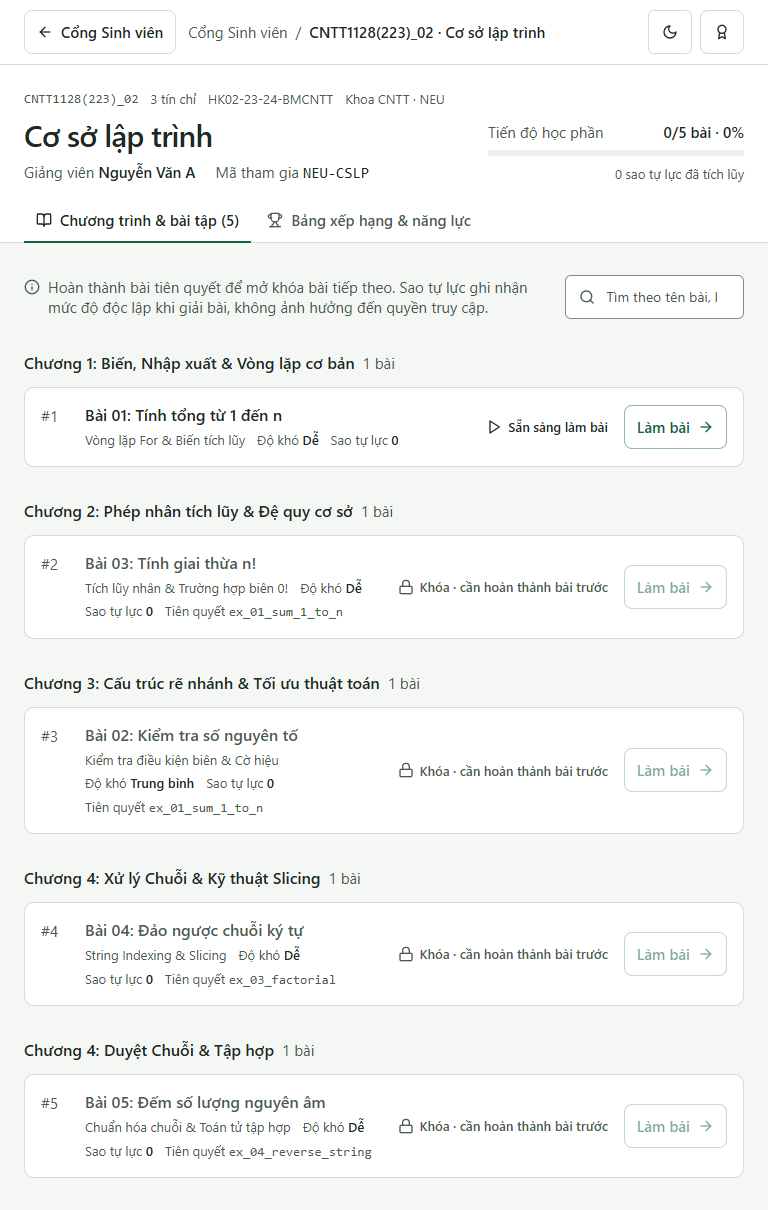 Cổng Sinh viên
Cổng Sinh viên / CNTT1128(223)_02 · Cơ sở lập trình
CNTT1128(223)_02 3 tín chỉ HK02-23-24-BMCNTT Khoa CNTT · NEU
Cơ sở lập trình
Giảng viên Nguyễn Văn A Mã tham gia NEU-CSLP
Tiến độ học phần 0/5 bài · 0%
0 sao tự lực đã tích lũy
Chương trình & bài tập (5)
Bảng xếp hạng & năng lực
Hoàn thành bài tiên quyết để mở khóa bài tiếp theo. Sao tự lực ghi nhận
mức độ độc lập khi giải bài, không ảnh hưởng đến quyền truy cập.
Tìm theo tên bài, l
Chương 1: Biến, Nhập xuất & Vòng lặp cơ bản 1 bài
#1 Bài 01: Tính tổng từ 1 đến n
Vòng lặp For & Biến tích lũy Độ khó Dễ Sao tự lực 0
Sẵn sàng làm bài
Làm bài
Chương 2: Phép nhân tích lũy & Đệ quy cơ sở 1 bài
#2 Bài 03: Tính giai thừa n!
Tích lũy nhân & Trường hợp biên 0! Độ khó Dễ
Sao tự lực 0 Tiên quyết ex_01_sum_1_to_n
Khóa · cần hoàn thành bài trước
Làm bài
Chương 3: Cấu trúc rẽ nhánh & Tối ưu thuật toán 1 bài
#3 Bài 02: Kiểm tra số nguyên tố
Kiểm tra điều kiện biên & Cờ hiệu
Độ khó Trung bình Sao tự lực 0
Tiên quyết ex_01_sum_1_to_n
Khóa · cần hoàn thành bài trước
Làm bài
Chương 4: Xử lý Chuỗi & Kỹ thuật Slicing 1 bài
#4 Bài 04: Đảo ngược chuỗi ký tự
String Indexing & Slicing Độ khó Dễ
Sao tự lực 0 Tiên quyết ex_03_factorial
Khóa · cần hoàn thành bài trước
Làm bài
Chương 4: Duyệt Chuỗi & Tập hợp 1 bài
#5 Bài 05: Đếm số lượng nguyên âm
Chuẩn hóa chuỗi & Toán tử tập hợp Độ khó Dễ
Sao tự lực 0 Tiên quyết ex_04_reverse_string
Khóa · cần hoàn thành bài trước
Làm bài